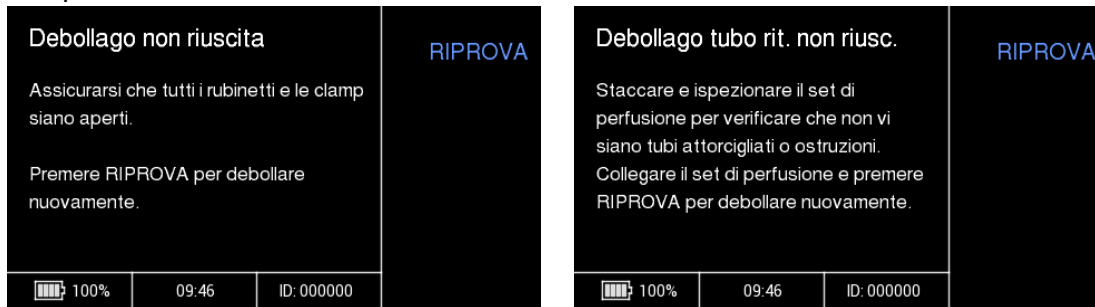 Debollago non riuscita
RIPROVA
Assicurarsi che tutti i rubinetti e le clamp
siano aperti.
Premere RIPROVA per debollare
nuovamente.
100%
09:46
ID: 000000
Debollago tubo rit. non riusc.
RIPROVA
Staccare e ispezionare il set di
perfusione per verificare che non vi
siano tubi attorcigliati o ostruzioni.
Collegare il set di perfusione e premere
RIPROVA per debollare nuovamente.
100%
09:46
ID: 000000